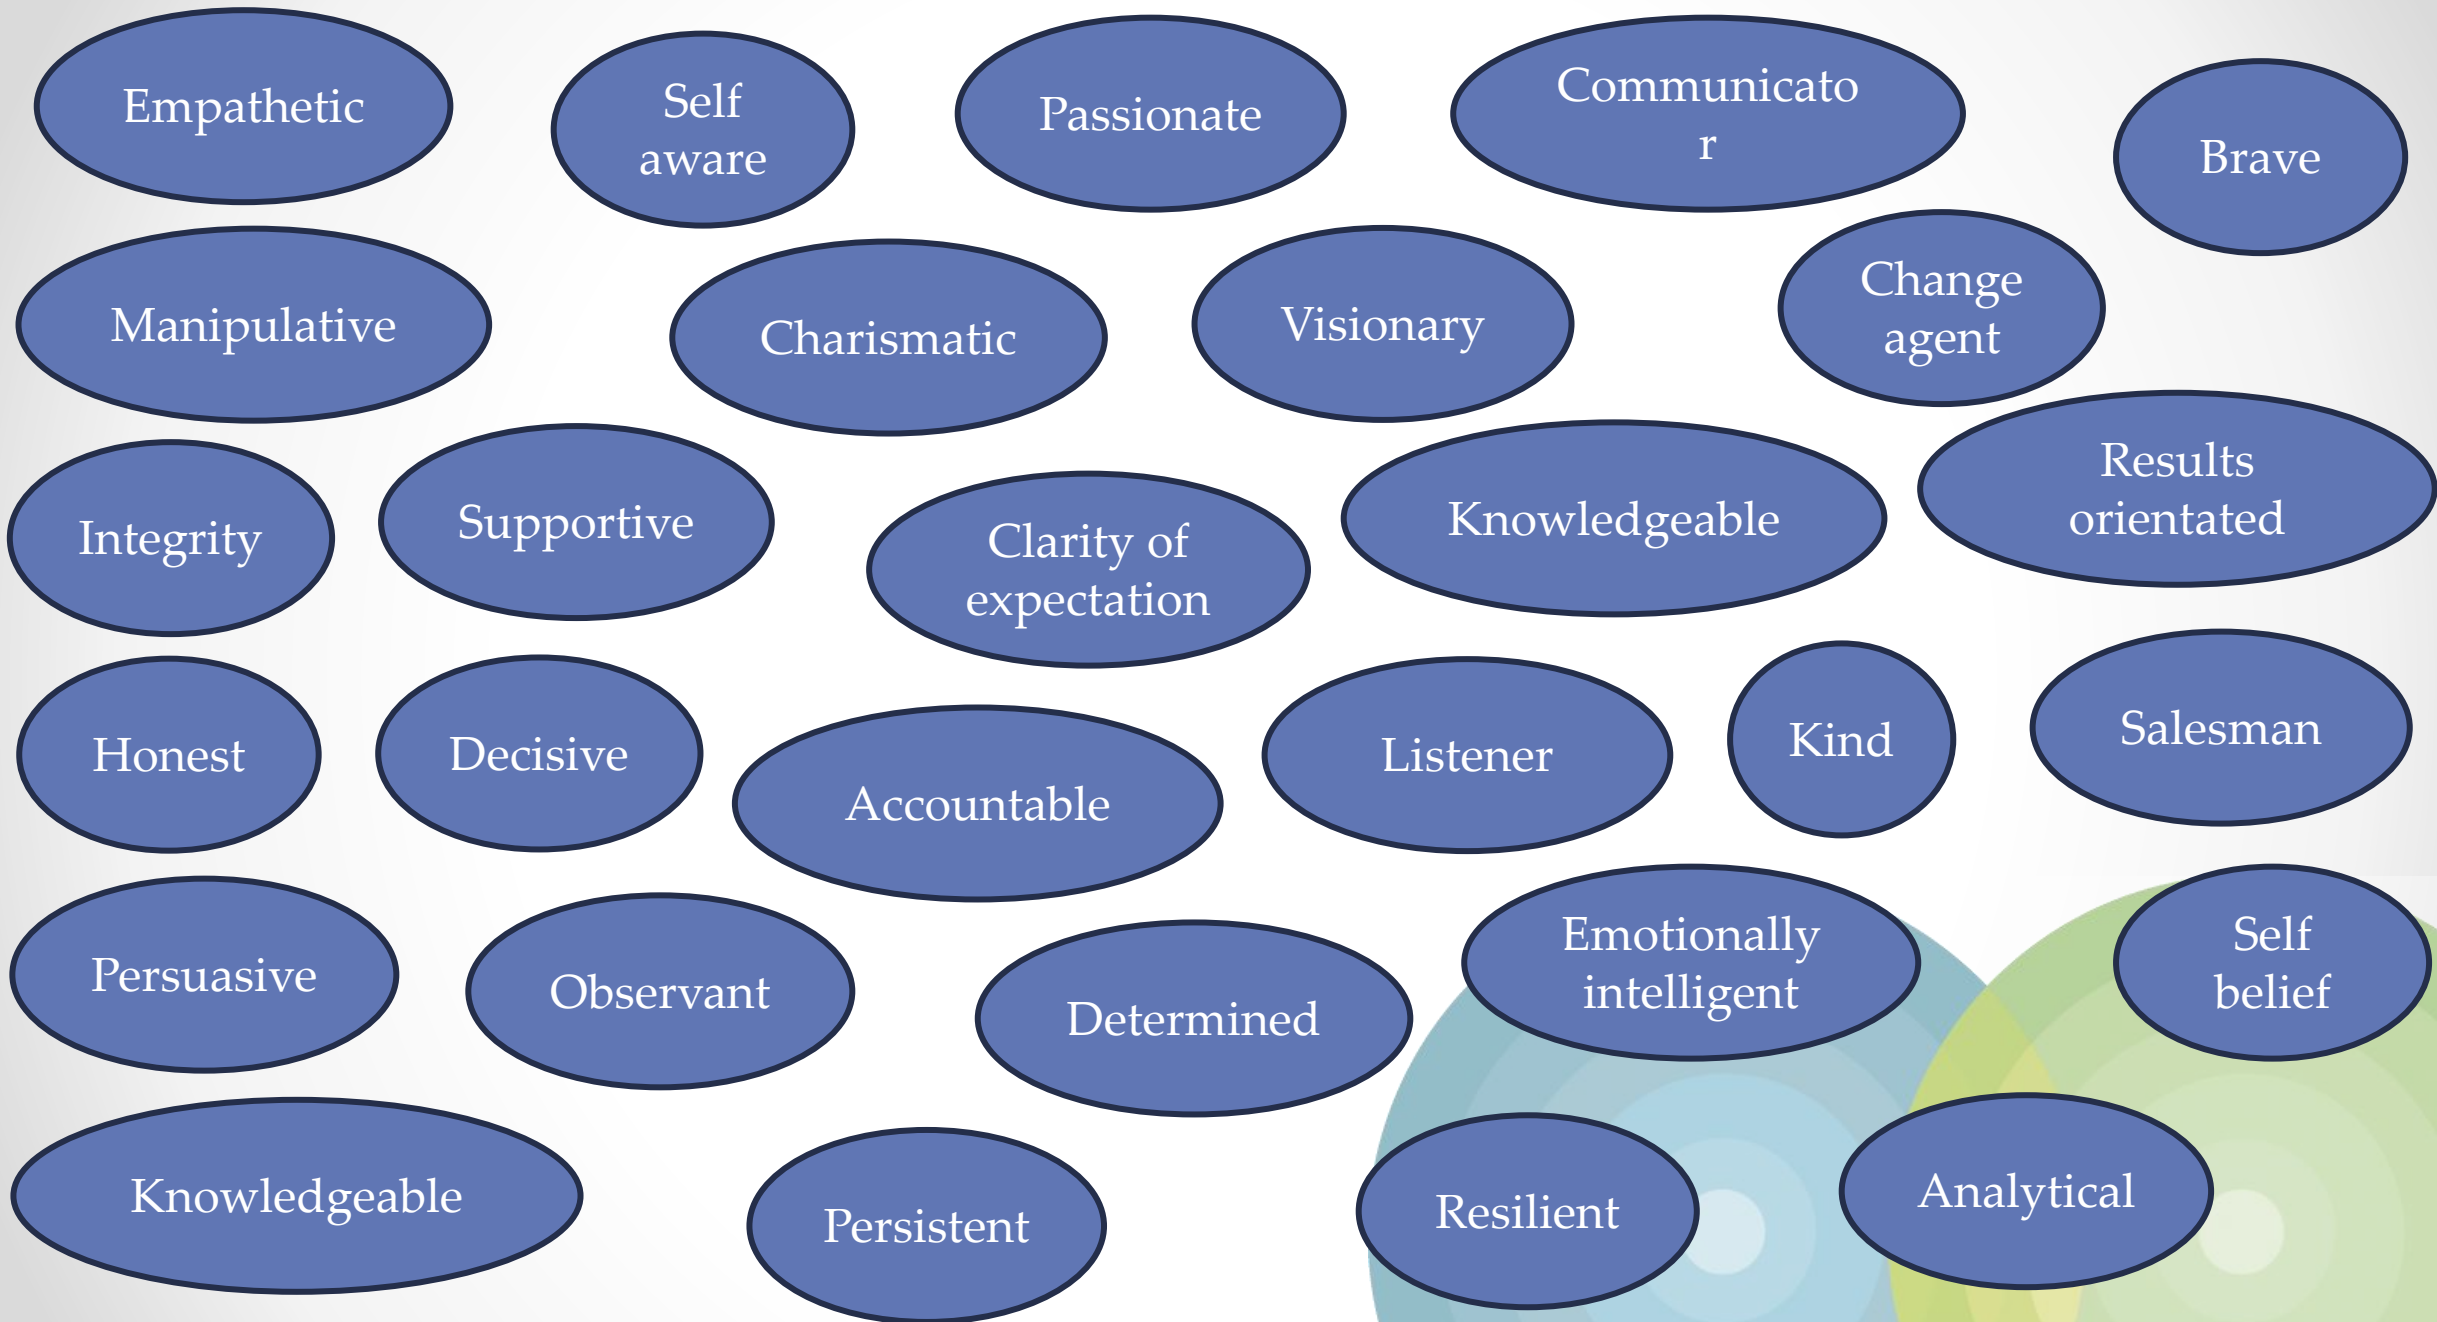 Empathetic
Self
aware
Passionate
Communicato
r
Brave
Manipulative
Charismatic
Visionary
Change
agent
Integrity
Supportive
Clarity of
expectation
Knowledgeable
Results
orientated
Honest
Decisive
Accountable
Listener
Kind
Salesman
Persuasive
Observant
Determined
Emotionally
intelligent
Self
belief
Knowledgeable
Persistent
Resilient
Analytical